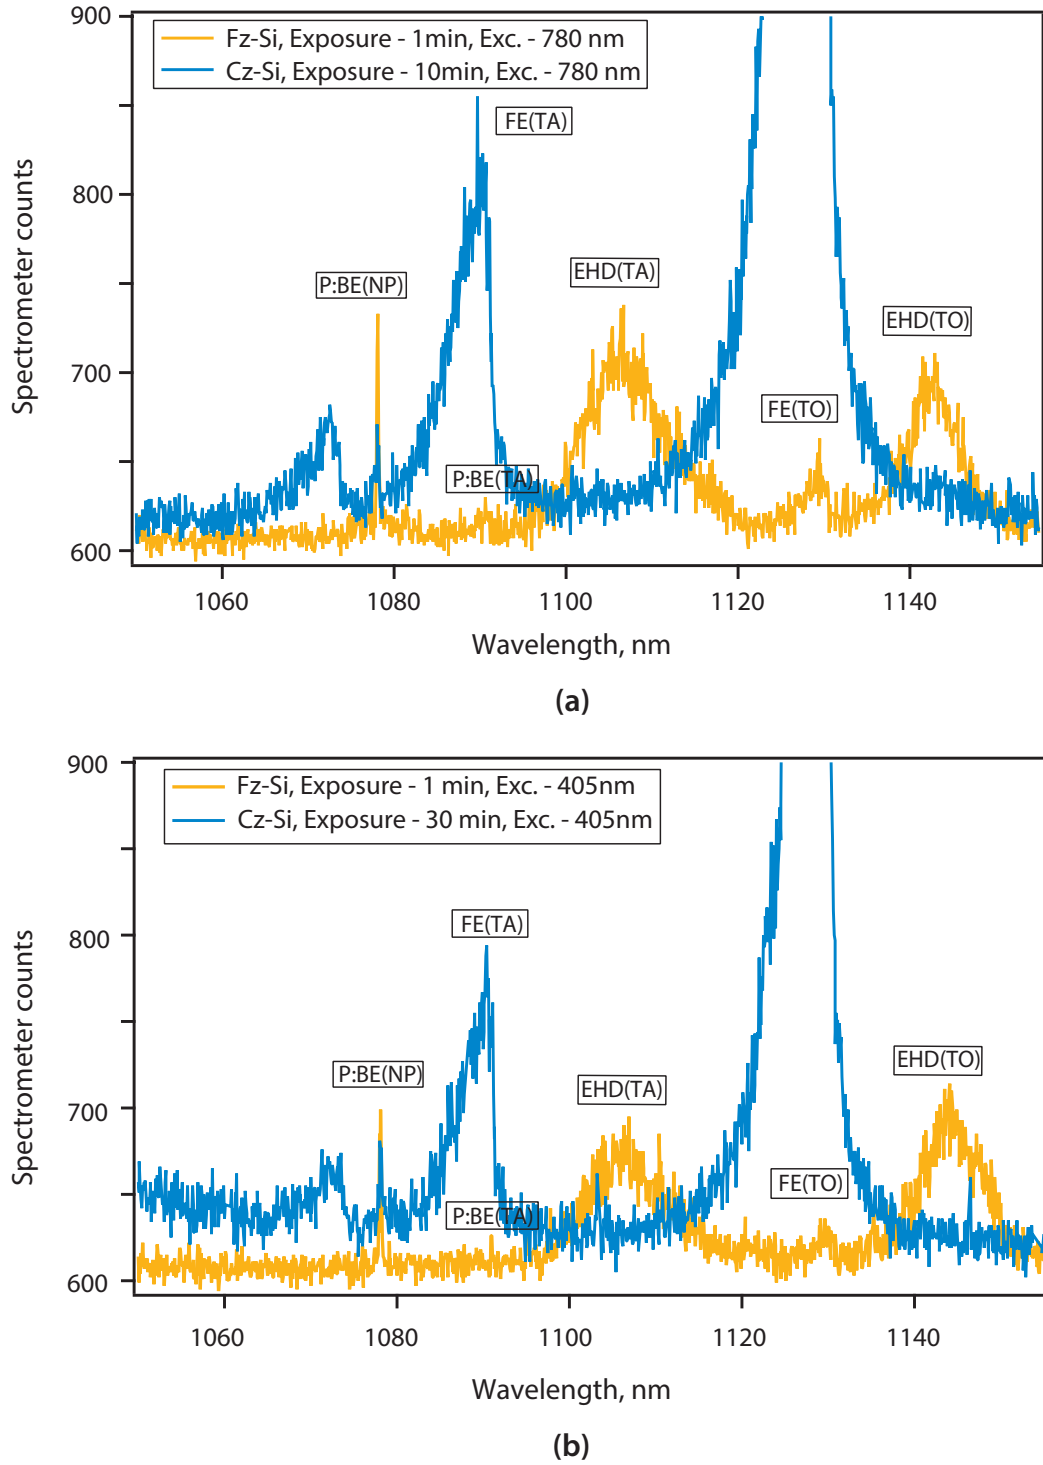 900
Fz-Si, Exposure - 1min, Exc. - 780 nm
Cz-Si, Exposure - 10min, Exc. - 780 nm
FE(TA)
800
Spectrometer counts
EHD(TA)
P:BE(NP)
EHD(TO)
700
FE(TO)
P:BE(TA)
600
1060 1080 1100 1120 1140
Wavelength, nm
(a)
900
Fz-Si, Exposure - 1 min, Exc. - 405nm
Cz-Si, Exposure - 30 min, Exc. - 405nm
FE(TA)
800
Spectrometer counts
P:BE(NP)
EHD(TA)
EHD(TO)
700
FE(TO)
P:BE(TA)
600
1060 1080 1100 1120 1140
Wavelength, nm
(b)